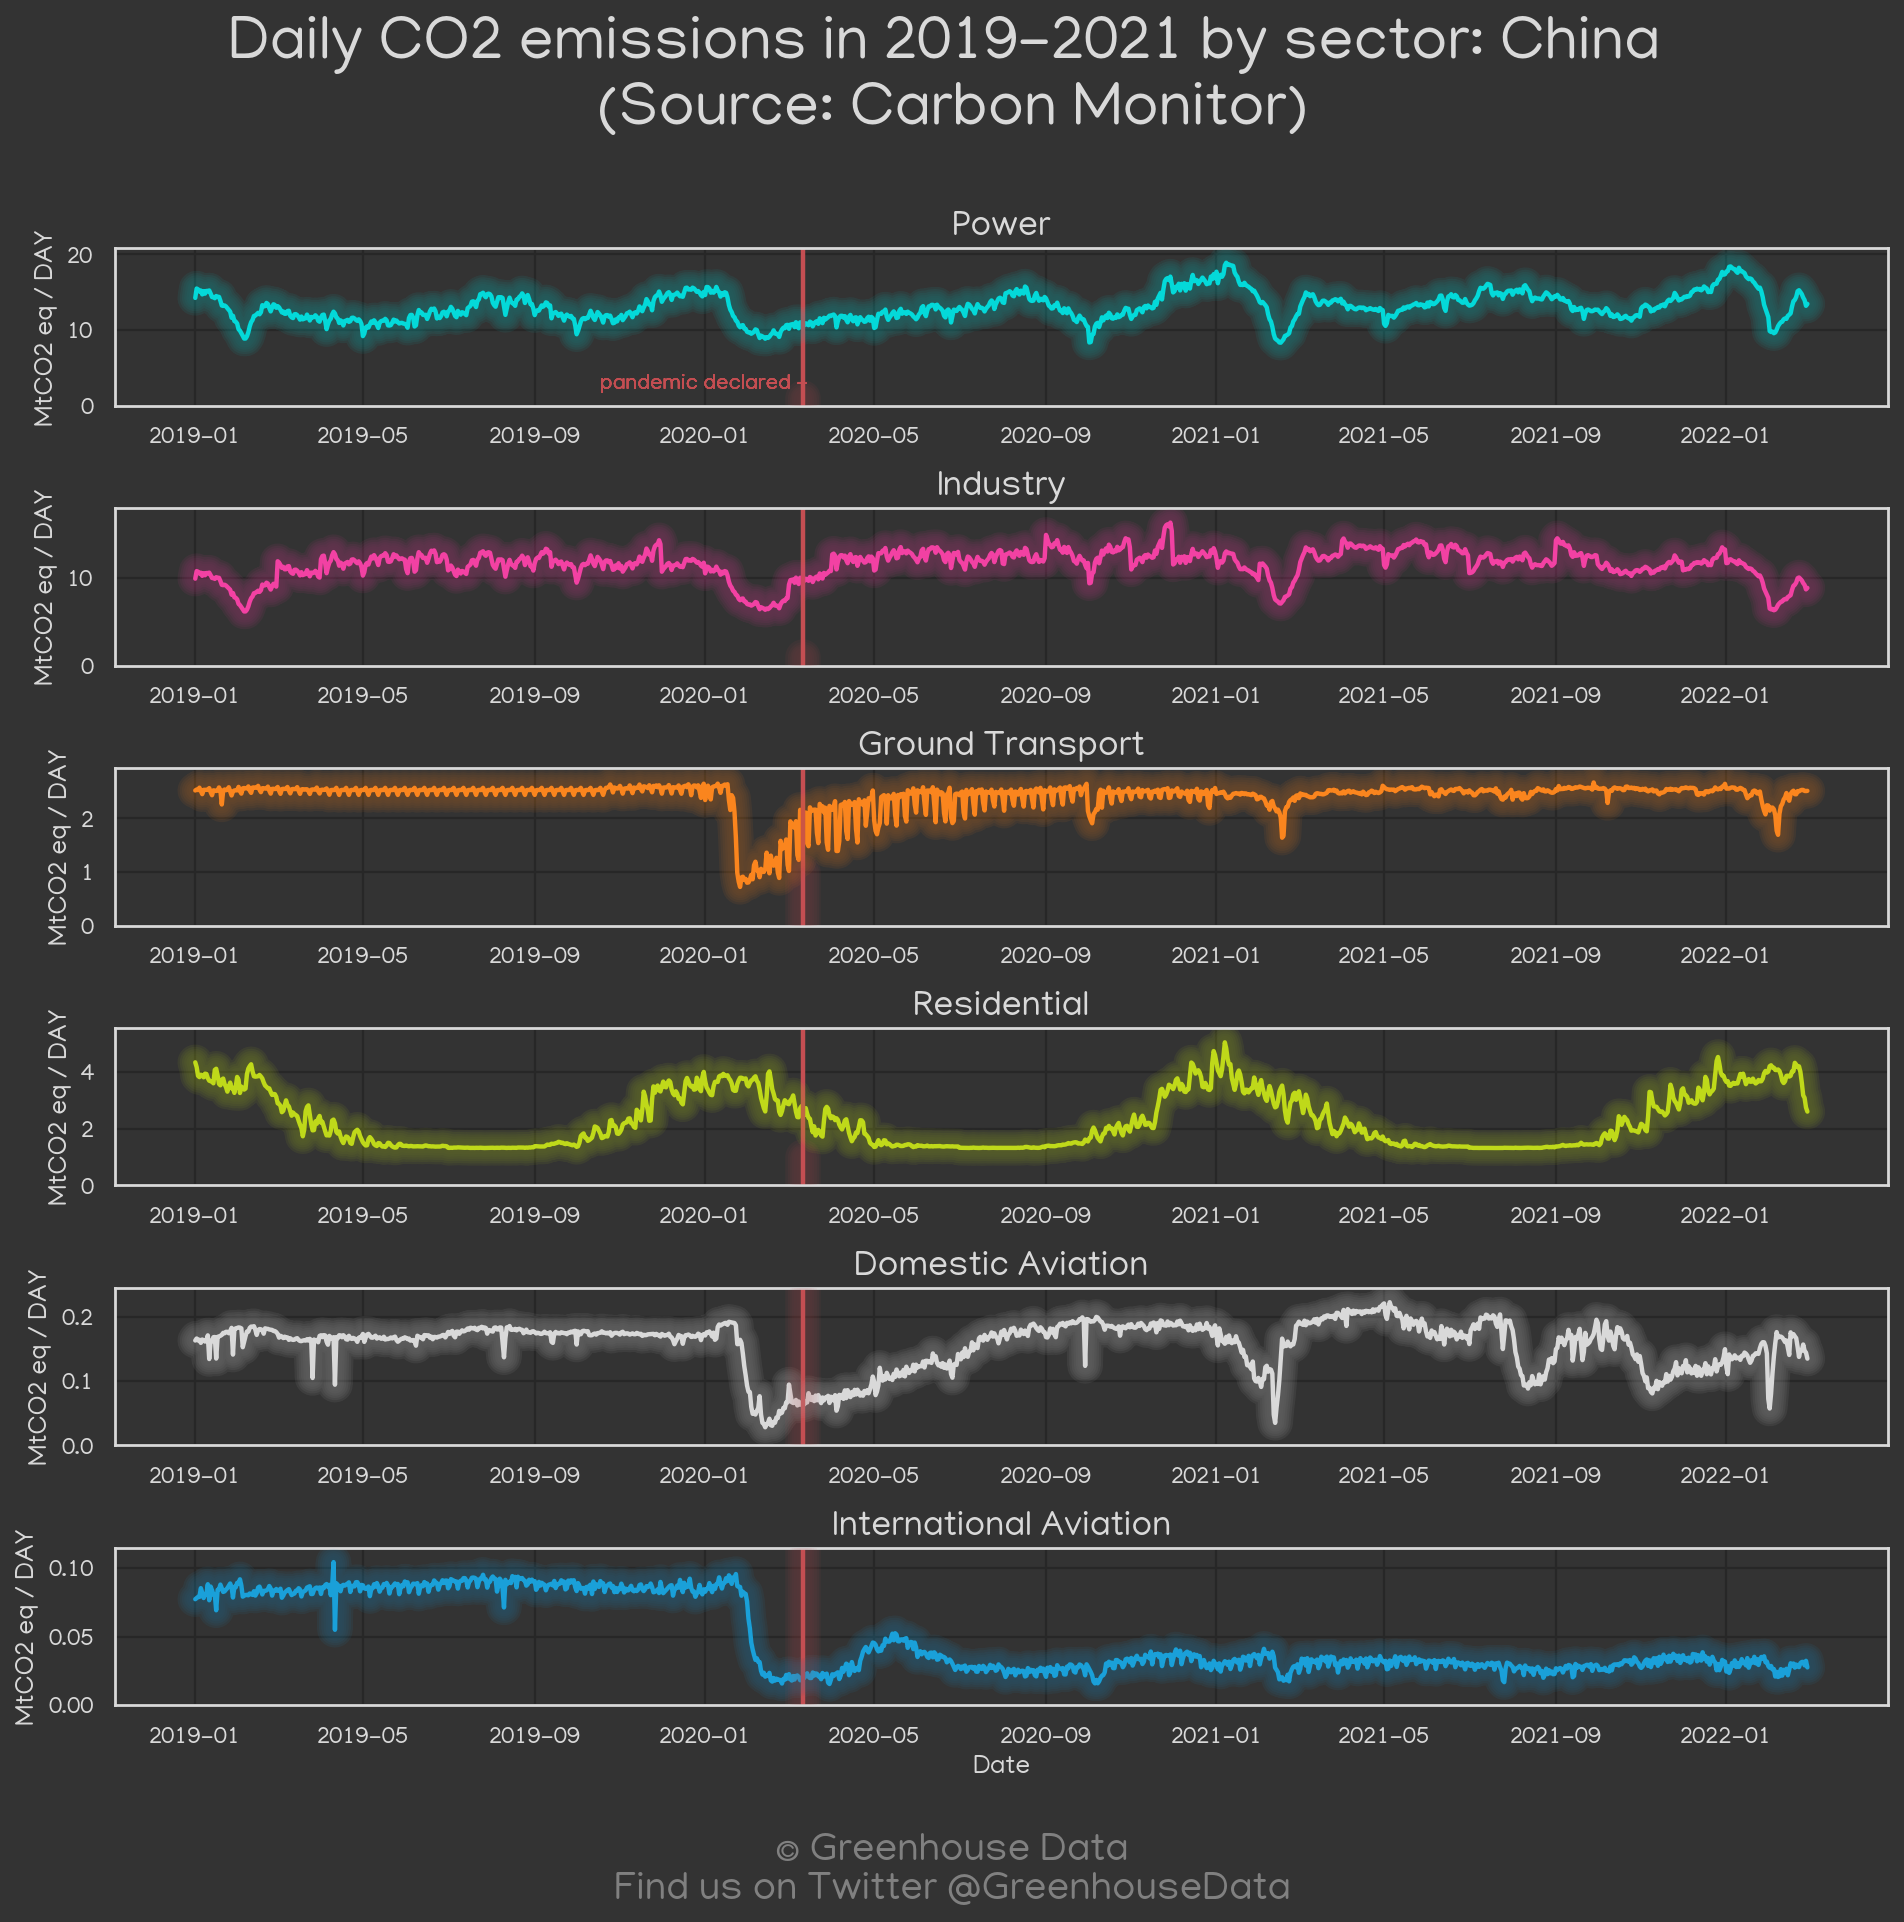 Daily CO2 emissions in 2019-2021 by sector: China
(Source: Carbon Monitor)
Power
MtCO2 eq / DAY
20
10
0
pandemic declared -
2019-01 2019-05 2019-09 2020-01 2020-05 2020-09 2021-01 2021-05 2021-09 2022-01
Industry
MtCO2 eq / DAY
10
0
2019-01 2019-05 2019-09 2020-01 2020-05 2020-09 2021-01 2021-05 2021-09 2022-01
Ground Transport
MtCO2 eq / DAY
2
1
0
2019-01 2019-05 2019-09 2020-01 2020-05 2020-09 2021-01 2021-05 2021-09 2022-01
Residential
MtCO2 eq / DAY
4
2
0
2019-01 2019-05 2019-09 2020-01 2020-05 2020-09 2021-01 2021-05 2021-09 2022-01
Domestic Aviation
MtCO2 eq / DAY
0.2
0.1
0.0
2019-01 2019-05 2019-09 2020-01 2020-05 2020-09 2021-01 2021-05 2021-09 2022-01
International Aviation
MtCO2 eq / DAY
0.10
0.05
0.00
2019-01 2019-05 2019-09 2020-01 2020-05 2020-09 2021-01 2021-05 2021-09 2022-01
Date
© Greenhouse Data
Find us on Twitter @GreenhouseData